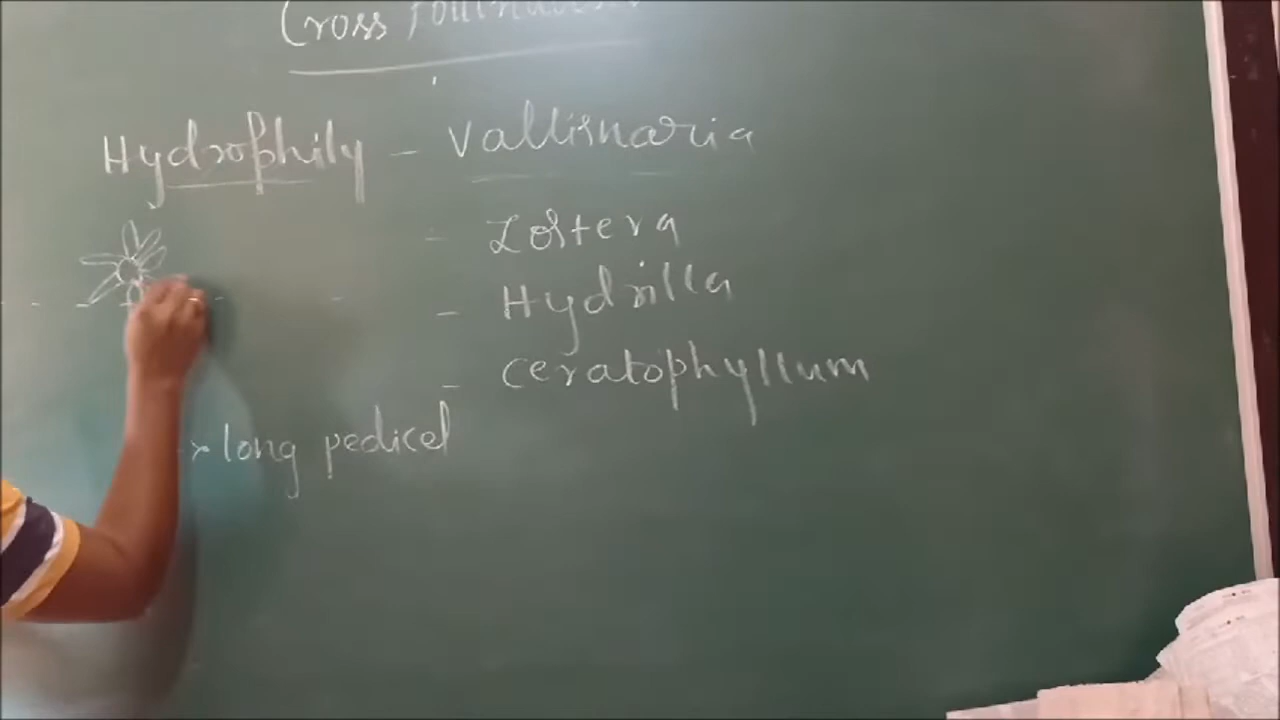 Cross
Hydrophily - Vallisnaria
- Zostera
- Hydrilla
- Ceratophyllum
long pedicel